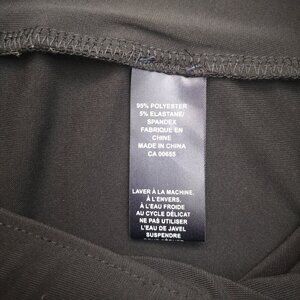 95% POLYESTER
5% ELASTANE/
SPANDEX
FABRIQUE EN
CHINE
MADE IN CHINA
CA 00655
LAVER À LA MACHINE,
À L'ENVERS,
À L'EAU FROIDE
AU CYCLE DÉLICAT
NE PAS UTILISER
L'EAU DE JAVEL
SUSPENDRE